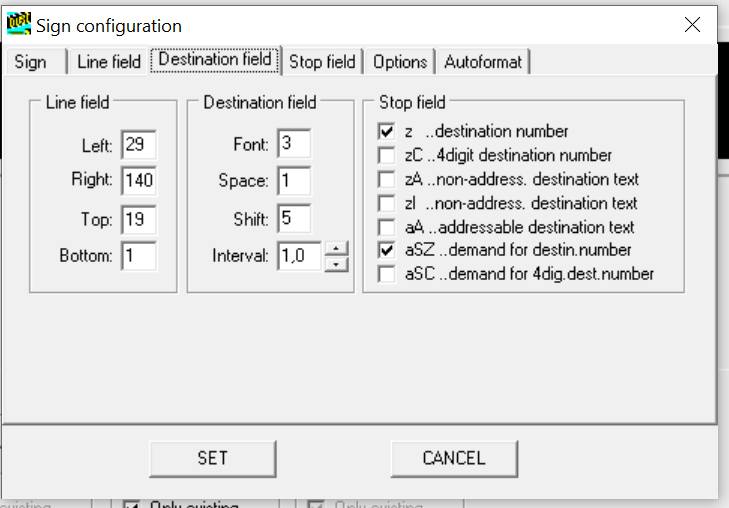 Sign configuration
Sign Line field Destination field Stop field Options Autoformat
Line field
Left: 29
Right: 140
Top: 19
Bottom: 1
Destination field
Font: 3
Space: 1
Shift: 5
Interval: 1,0
Stop field
z ..destination number
zC ..4digit destination number
zA ..non-address. destination text
zI ..non-address. destination text
aA ..addressable destination text
aSZ ..demand for destin.number
aSC ..demand for 4dig.dest.number
SET CANCEL
existing Only existing Only existing